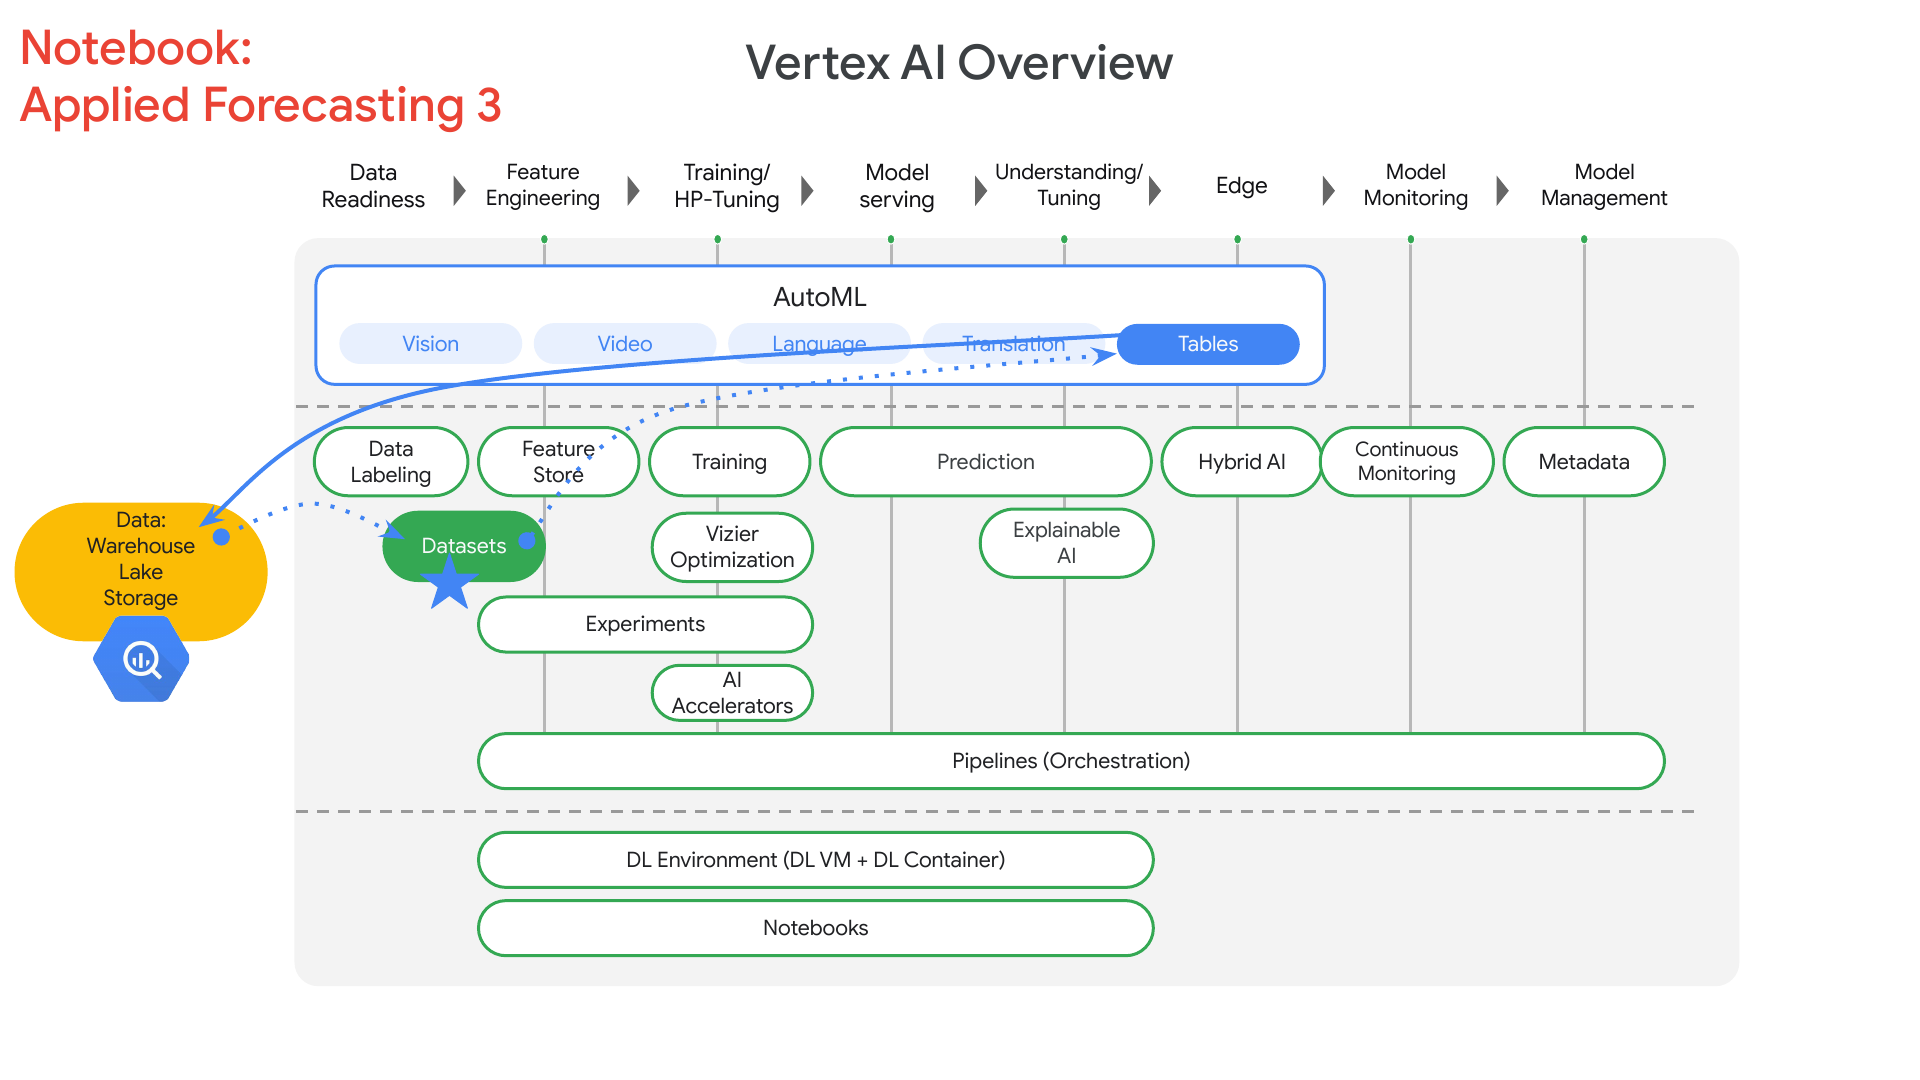 Notebook:
Applied Forecasting 3
Vertex AI Overview
Data
Readiness
Feature
Engineering
Training/
HP-Tuning
Model
serving
Understanding/
Tuning
Edge
Model
Monitoring
Model
Management
AutoML
Vision
Video
Language
Translation
Tables
Data
Labeling
Feature
Store
Training
Prediction
Hybrid AI
Continuous
Monitoring
Metadata
Data:
Warehouse
Lake
Storage
Datasets
Vizier
Optimization
Explainable
AI
Experiments
AI
Accelerators
Pipelines (Orchestration)
DL Environment (DL VM + DL Container)
Notebooks